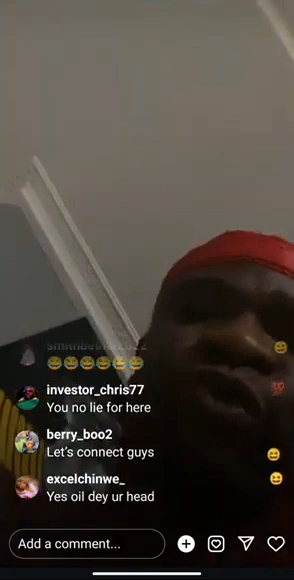 investor_chris77
You no lie for here
berry_boo2
Let's connect guys
excelchinwe_
Yes oil dey ur head
Add a comment...